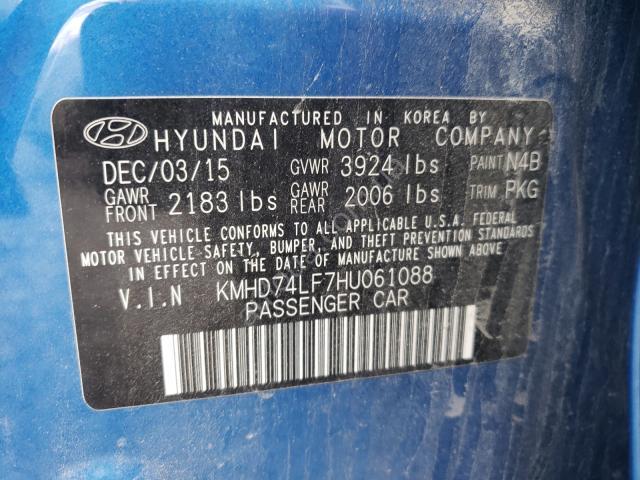 MANUFACTURED IN KOREA BY
HYUNDAI MOTOR COMPANY
DEC/03/15 GVWR 3924 lbs PAINT N4B
GAWR FRONT 2183 lbs GAWR REAR 2006 lbs TRIM PKG
THIS VEHICLE CONFORMS TO ALL APPLICABLE U.S.A. FEDERAL
MOTOR VEHICLE-SAFETY, BUMPER, AND THEFT PREVENTION STANDARDS
IN EFFECT ON THE DATE OF MANUFACTURE SHOWN ABOVE
V.I.N KMHD74LF7HU061088
PASSENGER CAR